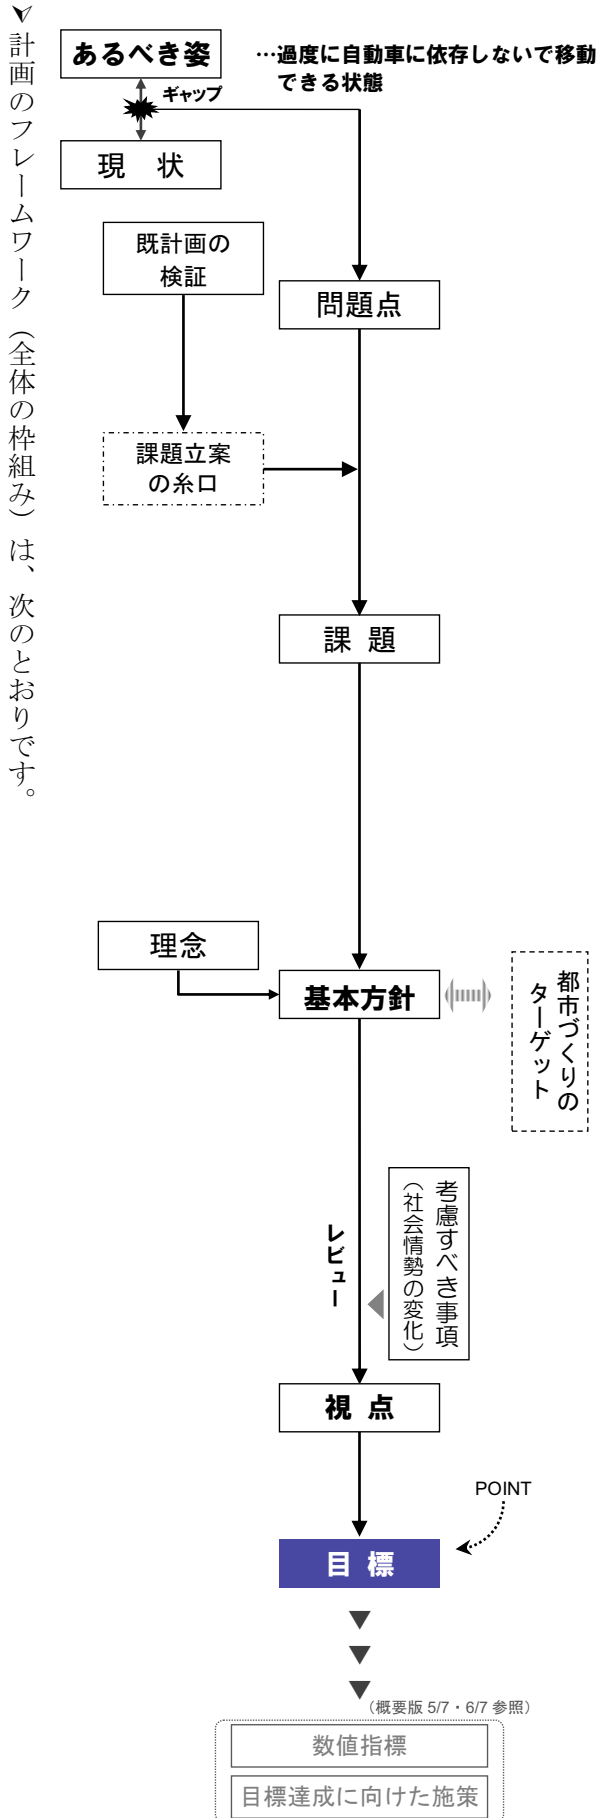 ➢計画のフレームワーク（全体の枠組み）は、次のとおりです。
あるべき姿
…過度に自動車に依存しないで移動
できる状態
ギャップ
現　状
既計画の
検証
問題点
課題立案
の糸口
課 題
理念
基本方針
都市づくりの
ターゲット
考慮すべき事項
（社会情勢の変化）
レビュー
視 点
POINT
目 標
（概要版 5/7・6/7 参照）
数値指標
目標達成に向けた施策